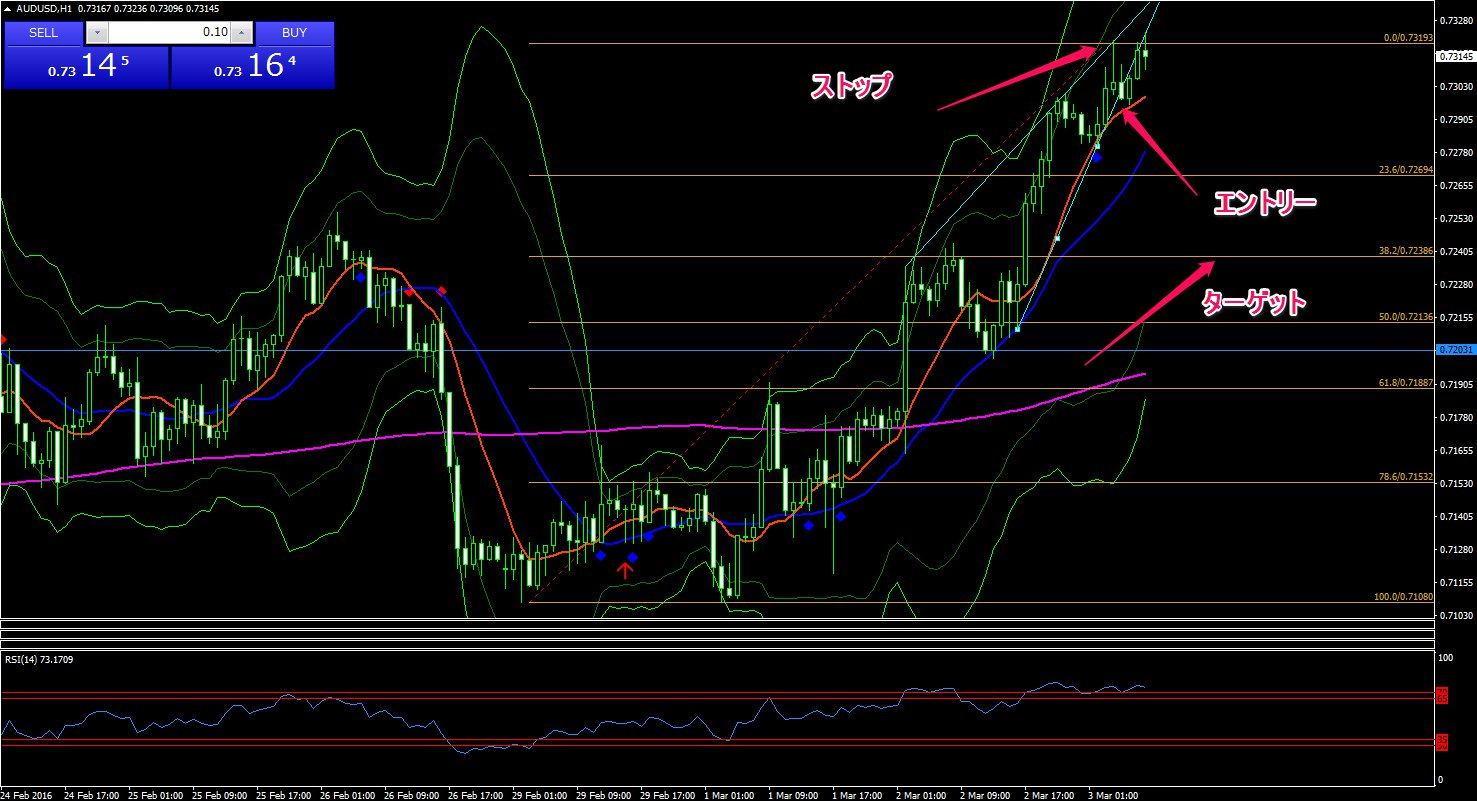 AUDUSD,H1 0.73167 0.73236 0.73096 0.73145
SELL
0.10
BUY
0.73 14 5
0.73 16 4
ストップ
エントリー
ターゲット
0.0/0.73193
23.6/0.72694
38.2/0.72386
50.0/0.72136
61.8/0.71887
78.6/0.71532
100.0/0.71080
0.73280
0.73145
0.73030
0.72905
0.72780
0.72655
0.72530
0.72405
0.72280
0.72155
0.72031
0.71905
0.71780
0.71655
0.71530
0.71405
0.71280
0.71155
0.71030
RSI(14) 73.1709
100
0
24 Feb 2016
24 Feb 17:00
25 Feb 01:00
25 Feb 09:00
25 Feb 17:00
26 Feb 01:00
26 Feb 09:00
26 Feb 17:00
29 Feb 01:00
29 Feb 09:00
29 Feb 17:00
1 Mar 01:00
1 Mar 09:00
1 Mar 17:00
2 Mar 01:00
2 Mar 09:00
2 Mar 17:00
3 Mar 01:00